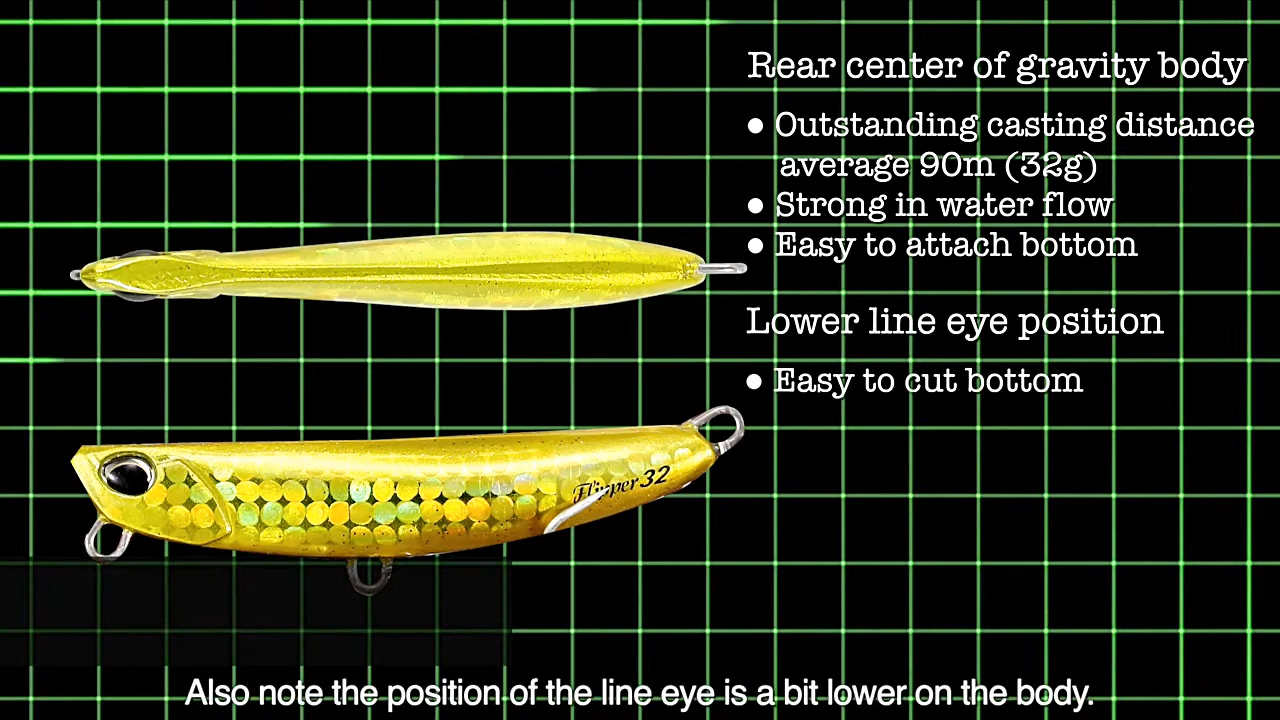 Rear center of gravity body
● Outstanding casting distance
average 90m (32g)
● Strong in water flow
● Easy to attach bottom
Lower line eye position
● Easy to cut bottom
Flipper 32
Also note the position of the line eye is a bit lower on the body.